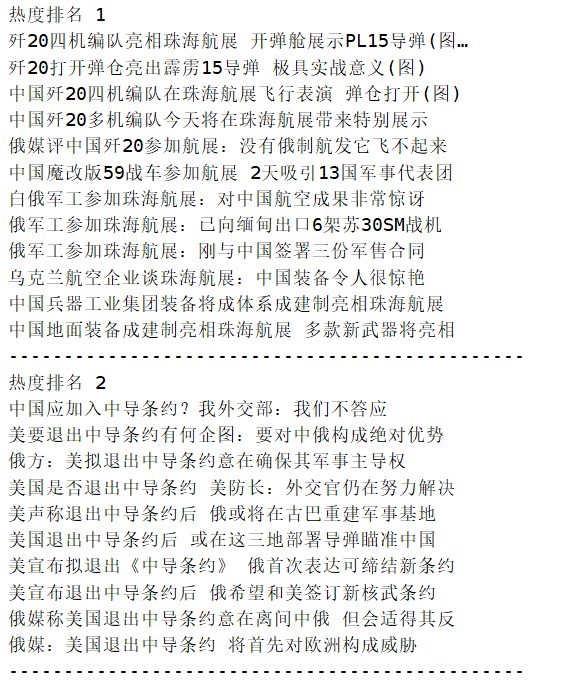 热度排名 1
歼20四机编队亮相珠海航展 开弹舱展示PL15导弹(图…
歼20打开弹仓亮出霹雳15导弹 极具实战意义(图)
中国歼20四机编队在珠海航展飞行表演 弹仓打开(图)
中国歼20多机编队今天将在珠海航展带来特别展示
俄媒评中国歼20参加航展：没有俄制航发它飞不起来
中国魔改版59战车参加航展 2天吸引13国军事代表团
白俄军工参加珠海航展：对中国航空成果非常惊讶
俄军工参加珠海航展：已向缅甸出口6架苏30SM战机
俄军工参加珠海航展：刚与中国签署三份军售合同
乌克兰航空企业谈珠海航展：中国装备令人很惊艳
中国兵器工业集团装备将成体系成建制亮相珠海航展
中国地面装备成建制亮相珠海航展 多款新武器将亮相
-----------------------------------------------
热度排名 2
中国应加入中导条约？我外交部：我们不答应
美要退出中导条约有何企图：要对中俄构成绝对优势
俄方：美拟退出中导条约意在确保其军事主导权
美国是否退出中导条约 美防长：外交官仍在努力解决
美声称退出中导条约后 俄或将在古巴重建军事基地
美国退出中导条约后 或在这三地部署导弹瞄准中国
美宣布拟退出《中导条约》 俄首次表达可缔结新条约
美宣布退出中导条约后 俄希望和美签订新核武条约
俄媒称美国退出中导条约意在离间中俄 但会适得其反
俄媒：美国退出中导条约 将首先对欧洲构成威胁
-----------------------------------------------